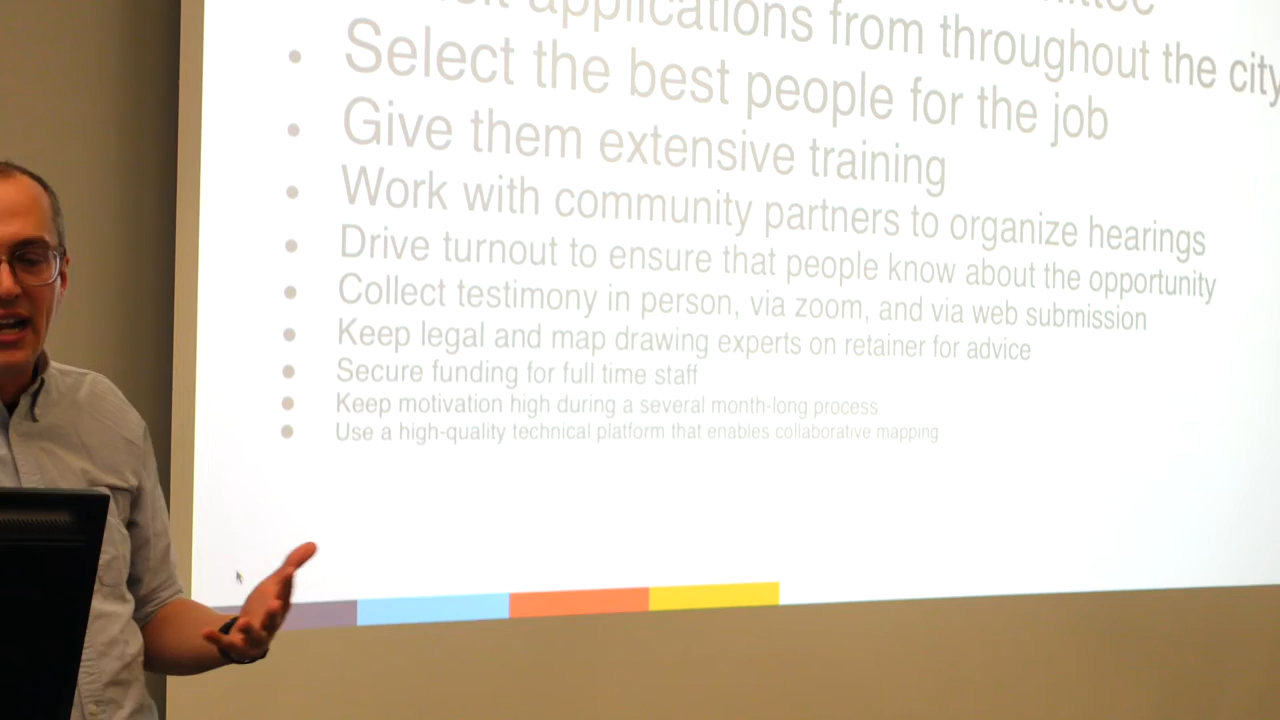 applications from throughout the city
• Select the best people for the job
• Give them extensive training
• Work with community partners to organize hearings
• Drive turnout to ensure that people know about the opportunity
• Collect testimony in person, via zoom, and via web submission
• Keep legal and map drawing experts on retainer for advice
• Secure funding for full time staff
• Keep motivation high during a several month-long process
• Use a high-quality technical platform that enables collaborative mapping